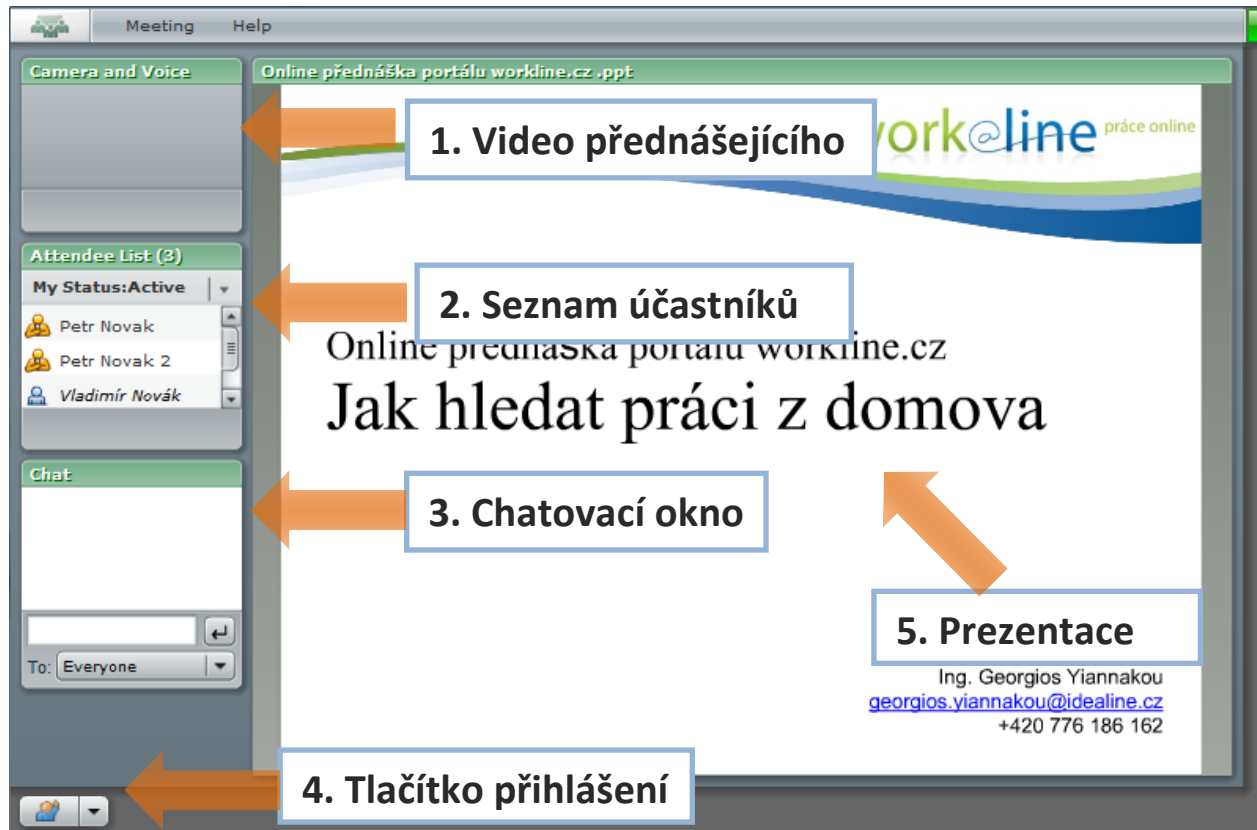 Meeting Help
Camera and Voice
Online přednáška portálu workline.cz .ppt
1. Video přednášejícího
work@line práce online
Attendee List (3)
My Status:Active
Petr Novak
Petr Novak 2
Vladimír Novák
2. Seznam účastníků
Online přednáška portálu workline.cz
Jak hledat práci z domova
Chat
3. Chatovací okno
To: Everyone
5. Prezentace
Ing. Georgios Yiannakou
georgios.yiannakou@idealine.cz
+420 776 186 162
4. Tlačítko přihlášení